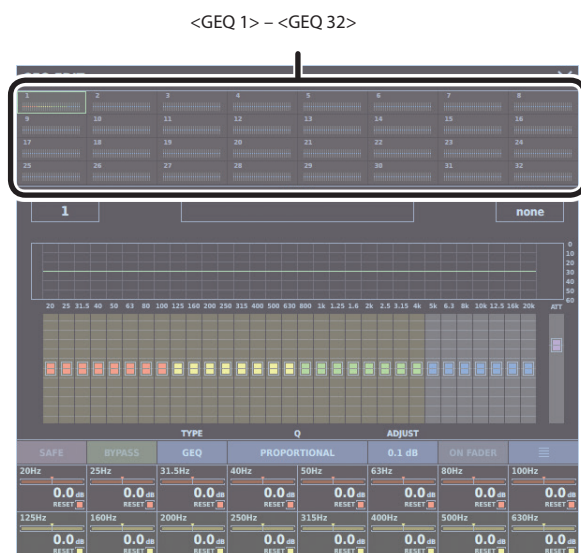 <GEQ 1> – <GEQ 32>
1 2 3 4 5 6 7 8
9 10 11 12 13 14 15 16
17 18 19 20 21 22 23 24
25 26 27 28 29 30 31 32
1 none
0
10
20
30
40
50
60
20 25 31.5 40 50 63 80 100 125 160 200 250 315 400 500 630 800 1k 1.25 1.6 2k 2.5 3.15 4k 5k 6.3 8k 10k 12.5 16k 20k ATT
TYPE Q ADJUST
SAFE BYPASS GEQ PROPORTIONAL 0.1 dB ON FADER
20Hz 25Hz 31.5Hz 40Hz 50Hz 63Hz 80Hz 100Hz
0.0 dB 0.0 dB 0.0 dB 0.0 dB 0.0 dB 0.0 dB 0.0 dB 0.0 dB
RESET RESET RESET RESET RESET RESET RESET RESET
125Hz 160Hz 200Hz 250Hz 315Hz 400Hz 500Hz 630Hz
0.0 dB 0.0 dB 0.0 dB 0.0 dB 0.0 dB 0.0 dB 0.0 dB 0.0 dB
RESET RESET RESET RESET RESET RESET RESET RESET